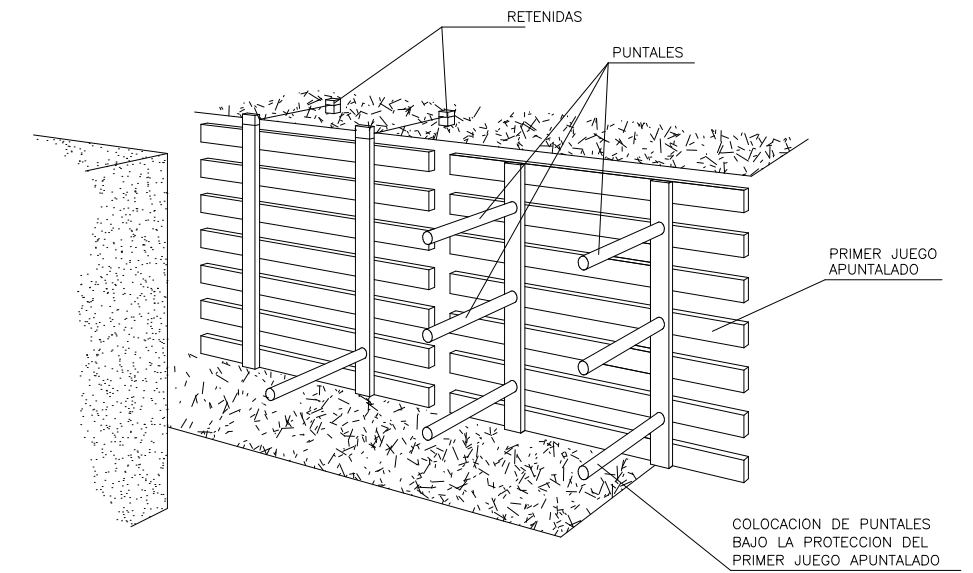 RETENIDAS
PUNTALES
PRIMER JUEGO
APUNTALADO
COLOCACION DE PUNTALES
BAJO LA PROTECCION DEL
PRIMER JUEGO APUNTALADO